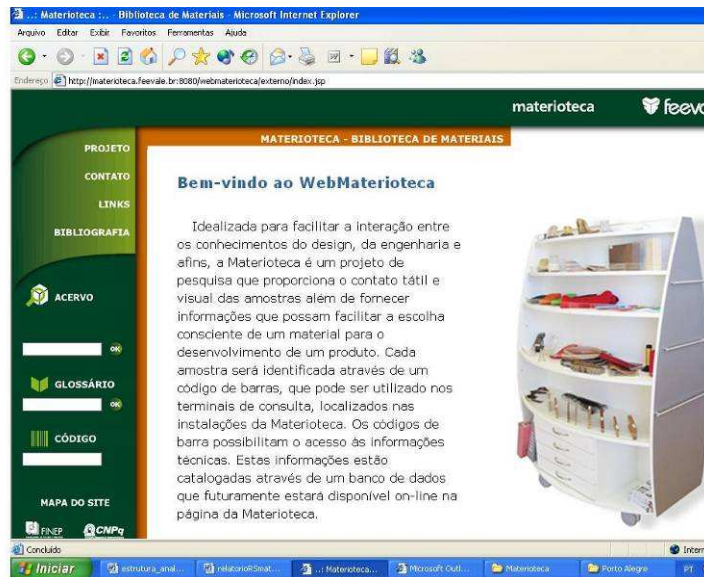 ..: Materioteca :... - Biblioteca de Materiais - Microsoft Internet Explorer
Arquivo Editar Exibir Favoritos Ferramentas Ajuda
Endereço http://materioteca.feevale.br:8080/webmaterioteca/externo/index.jsp
materioteca feeva
MATERIOTECA - BIBLIOTECA DE MATERIAIS
PROJETO
CONTATO
LINKS
BIBLIOGRAFIA
ACERVO
OK
GLOSSÁRIO
OK
CÓDIGO
MAPA DO SITE
FINEP CNPq
Bem-vindo ao WebMaterioteca
Idealizada para facilitar a interação entre
os conhecimentos do design, da engenharia e
afins, a Materioteca é um projeto de
pesquisa que proporciona o contato tátil e
visual das amostras além de fornecer
informações que possam facilitar a escolha
consciente de um material para o
desenvolvimento de um produto. Cada
amostra será identificada através de um
código de barras, que pode ser utilizado nos
terminais de consulta, localizados nas
instalações da Materioteca. Os códigos de
barra possibilitam o acesso às informações
técnicas. Estas informações estão
catalogadas através de um banco de dados
que futuramente estará disponível on-line na
página da Materioteca.
Concluído Intern
Iniciar estrutura_anal... relatorioRSmat... ..: Materioteca... Microsoft Outl... Materioteca Porto Alegre PT